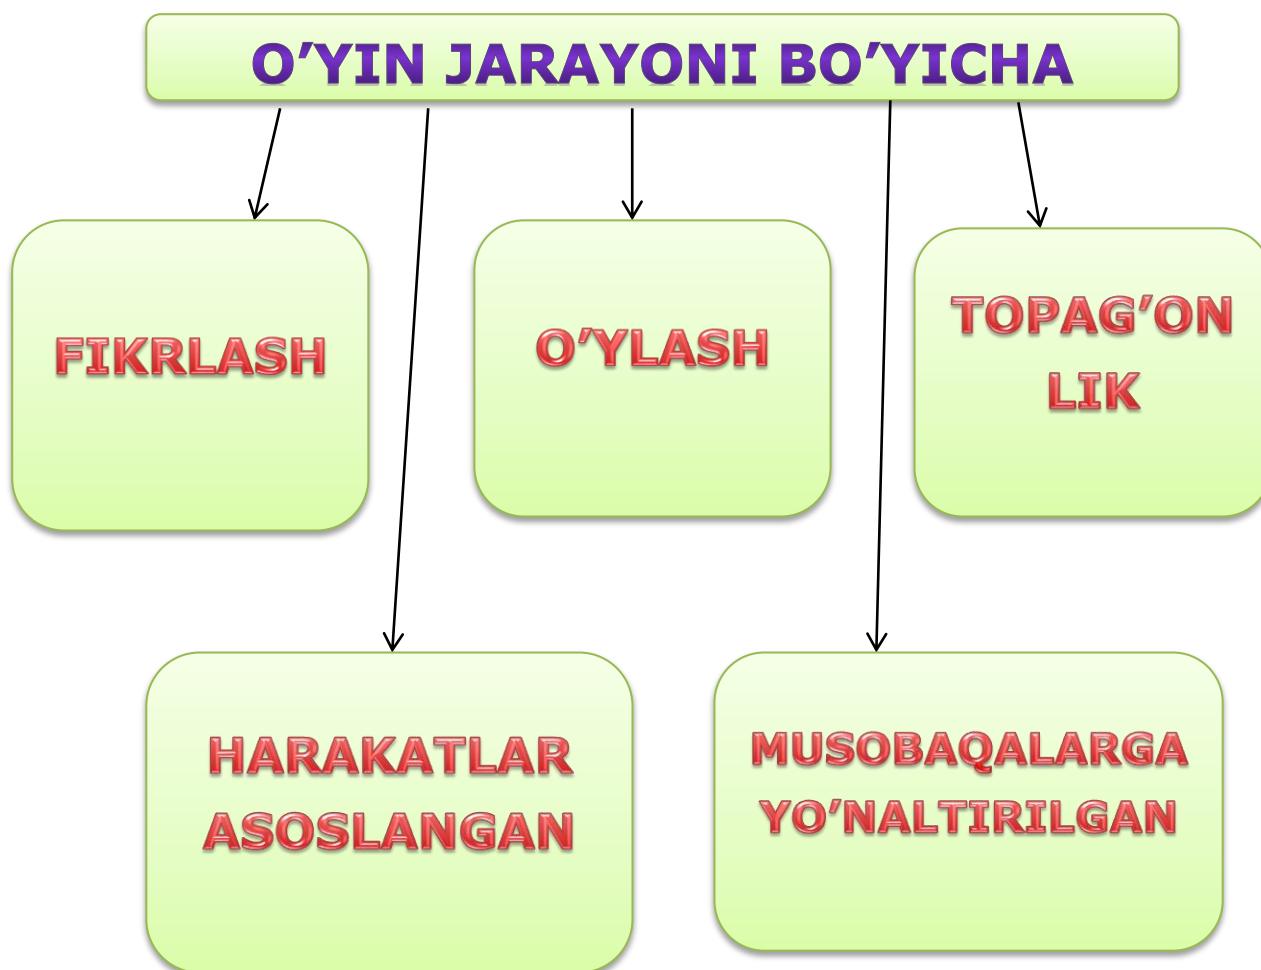 O’YIN JARAYONI BO’YICHA
FIKRLASH
O’YLASH
TOPAG’ON
LIK
HARAKATLAR
ASOSLANGAN
MUSOBAQALARGA
YO’NALTIRILGAN